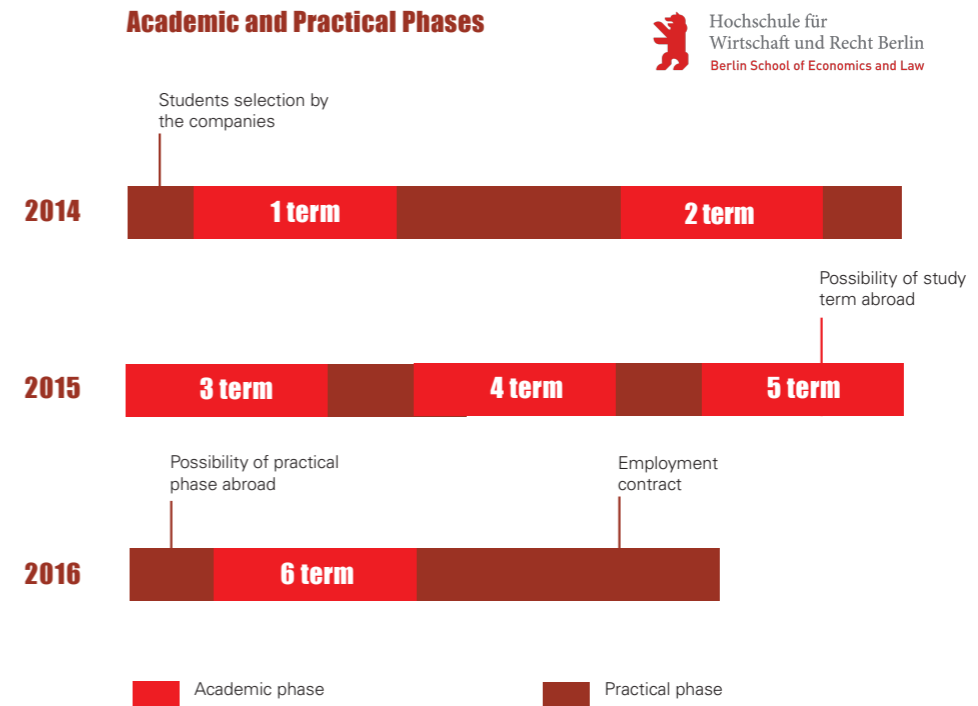 Academic and Practical Phases
Hochschule für
Wirtschaft und Recht Berlin
Berlin School of Economics and Law
Students selection by
the companies
2014
1 term
2 term
Possibility of study
term abroad
2015
3 term
4 term
5 term
Possibility of practical
phase abroad
Employment
contract
2016
6 term
Academic phase
Practical phase